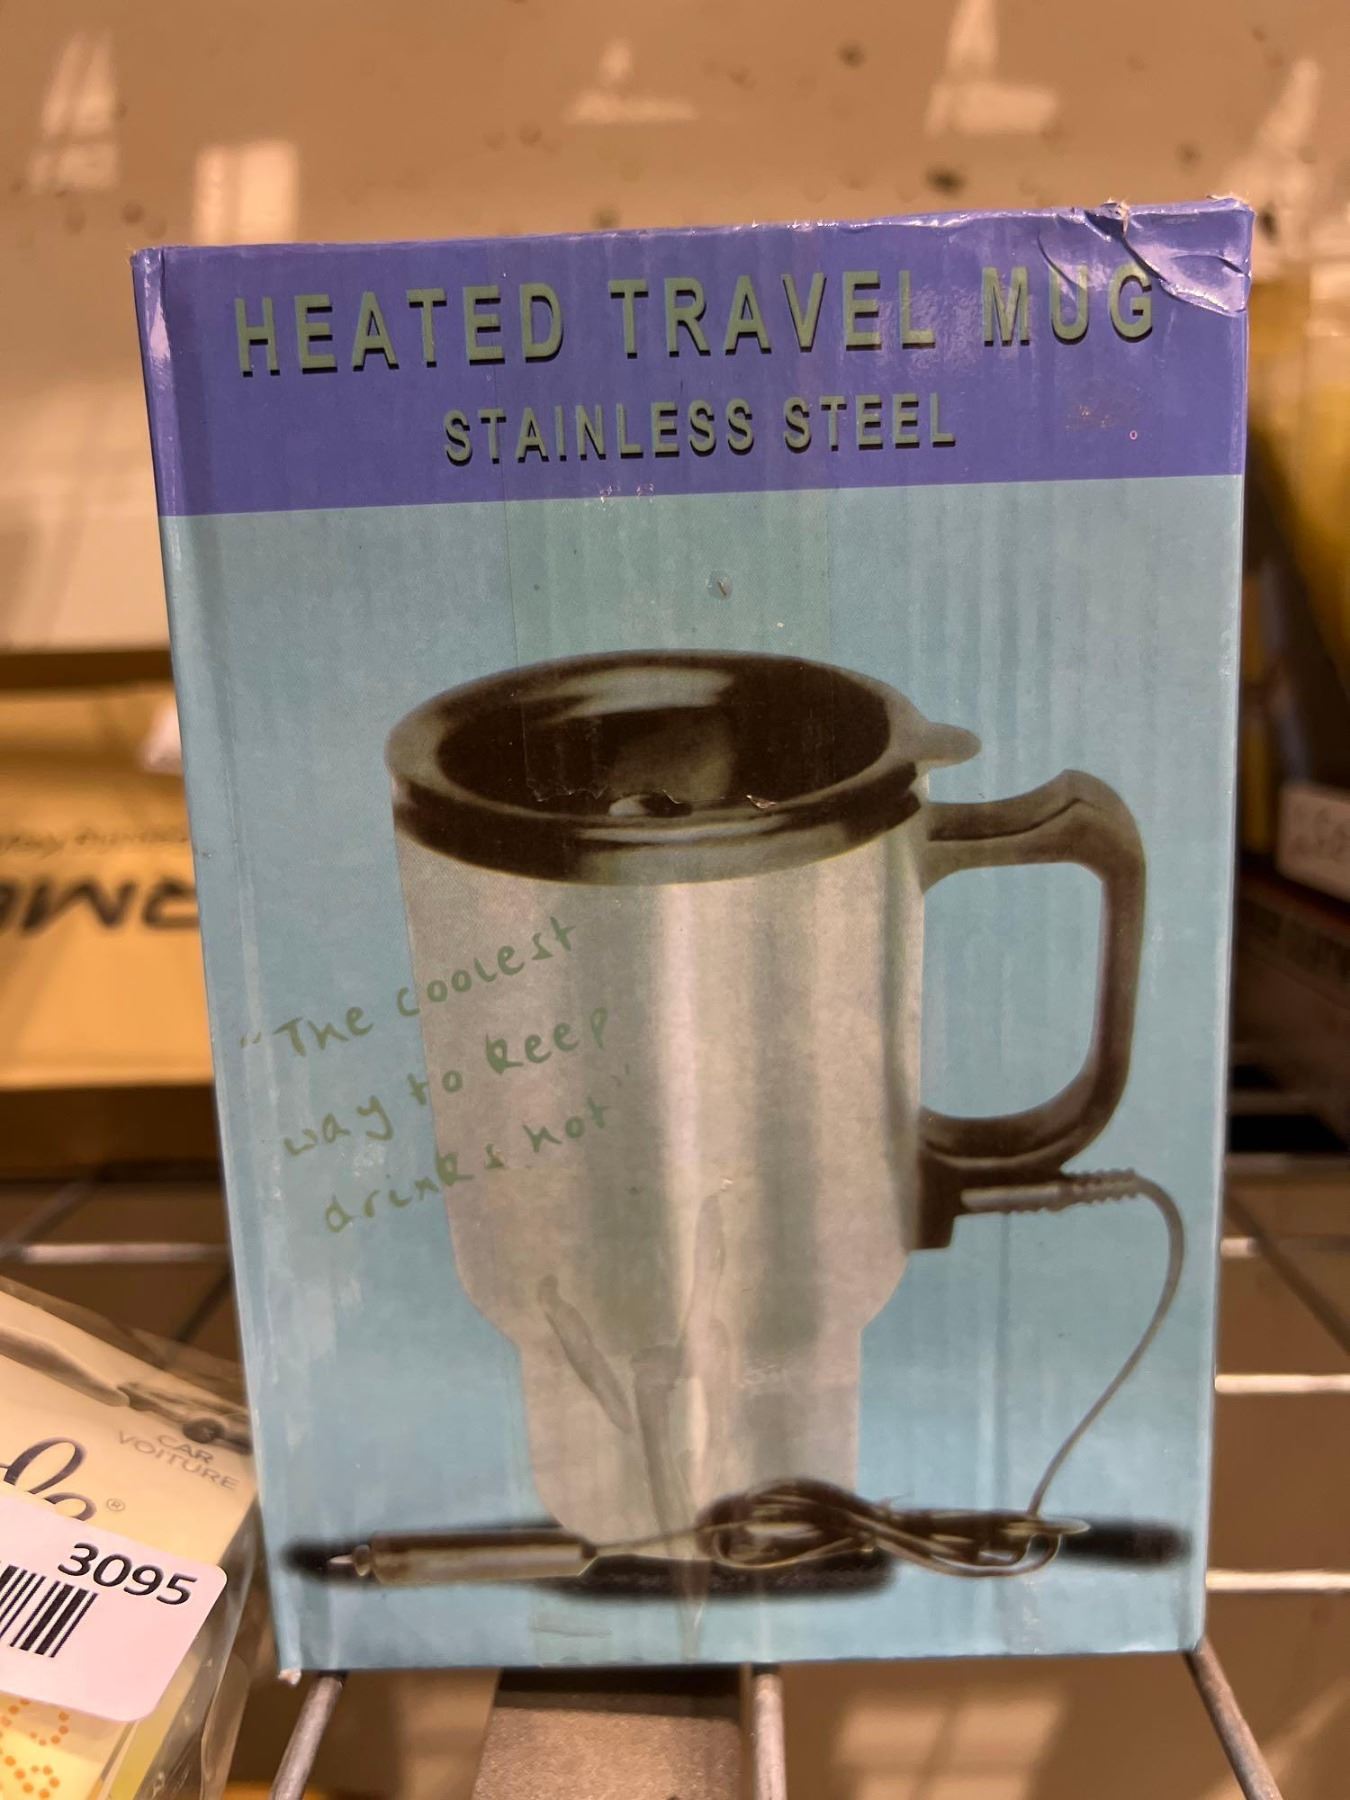 HEATED TRAVEL MUG
STAINLESS STEEL
"The coolest
way to keep
drinks hot"
CAR
VOITURE
®
3095